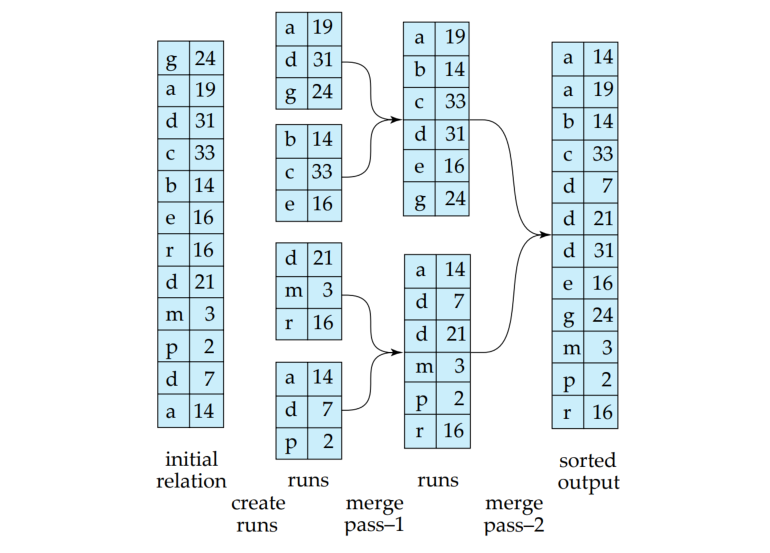 g 24
a 19
d 31
c 33
b 14
e 16
r 16
d 21
m 3
p 2
d 7
a 14
initial
relation
a 19
d 31
g 24
b 14
c 33
e 16
d 21
m 3
r 16
a 14
d 7
p 2
runs
create
runs
a 19
b 14
c 33
d 31
e 16
g 24
a 14
d 7
d 21
m 3
p 2
r 16
runs
merge
pass–1
merge
pass–2
a 14
a 19
b 14
c 33
d 7
d 21
d 31
e 16
g 24
m 3
p 2
r 16
sorted
output